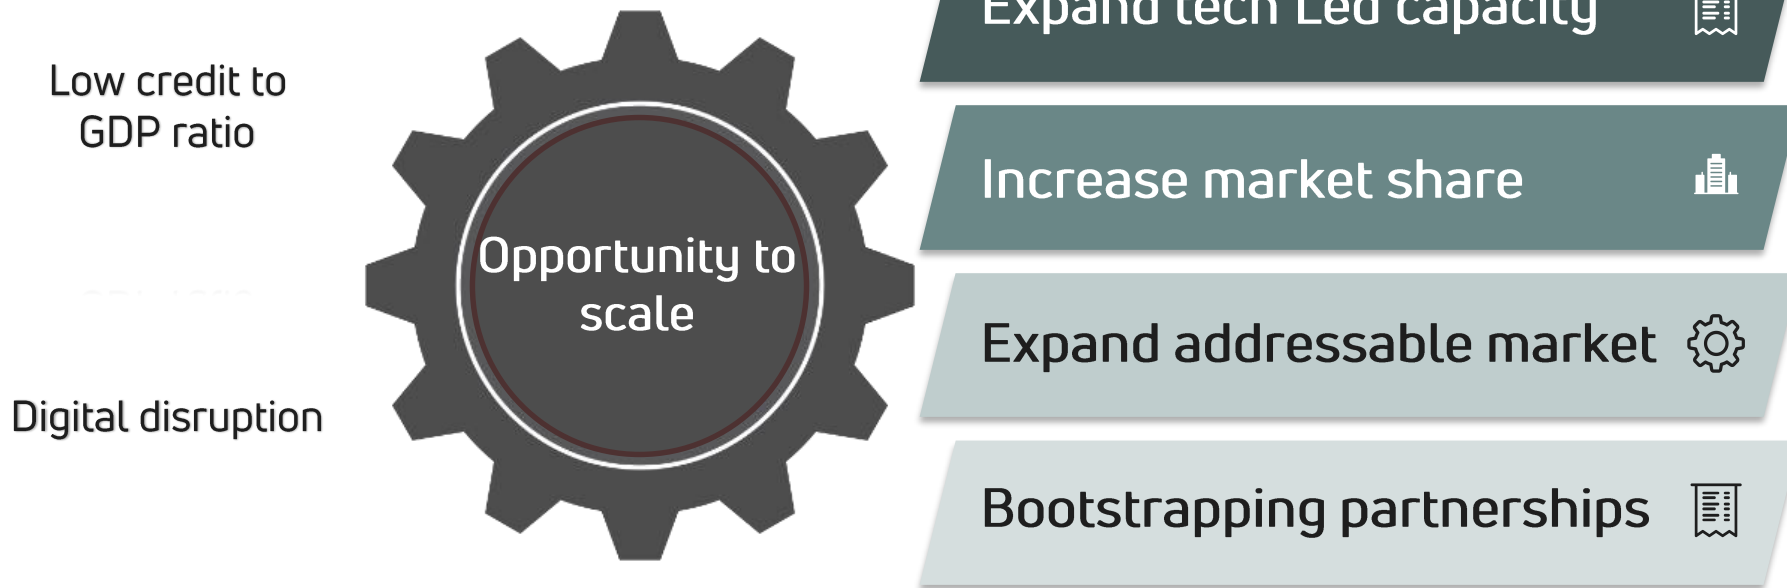 Low credit to
GDP ratio
Digital disruption
Opportunity to
scale
Expand tech Led capacity
Increase market share
Expand addressable market
Bootstrapping partnerships